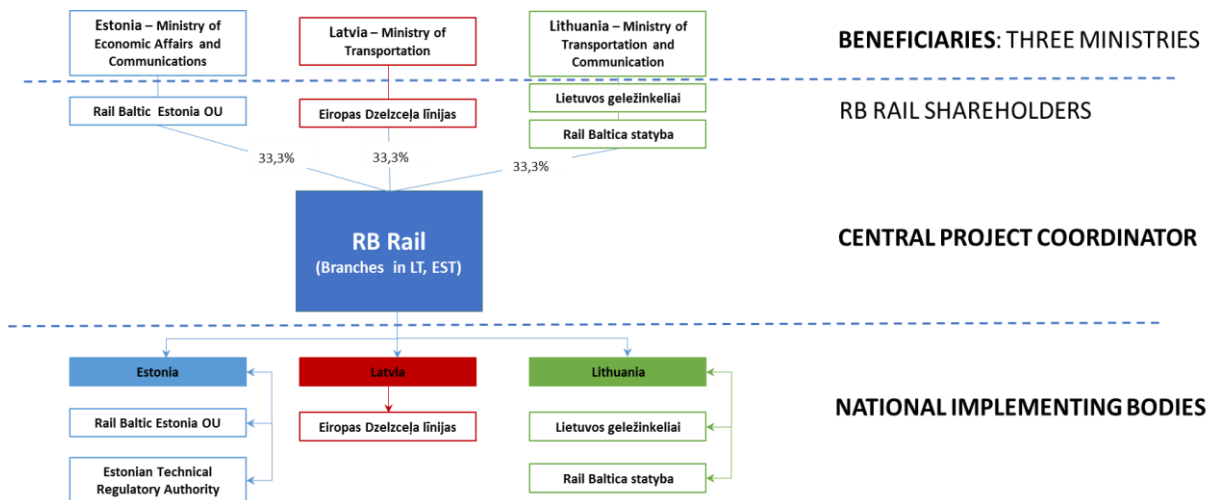 Estonia – Ministry of
Economic Affairs and
Communications
Latvia – Ministry of
Transportation
Lithuania – Ministry of
Transportation and
Communication
BENEFICIARIES: THREE MINISTRIES
Rail Baltic Estonia OU
Eiropas Dzelzceļa līnijas
Lietuvos geležinkeliai
Rail Baltica statyba
RB RAIL SHAREHOLDERS
33,3%
33.3%
33,3%
RB Rail
(Branches in LT, EST)
CENTRAL PROJECT COORDINATOR
Estonia
Latvia
Lithuania
Rail Baltic Estonia OU
Eiropas Dzelzceļa līnijas
Lietuvos geležinkeliai
NATIONAL IMPLEMENTING BODIES
Estonian Technical
Regulatory Authority
Rail Baltica statyba